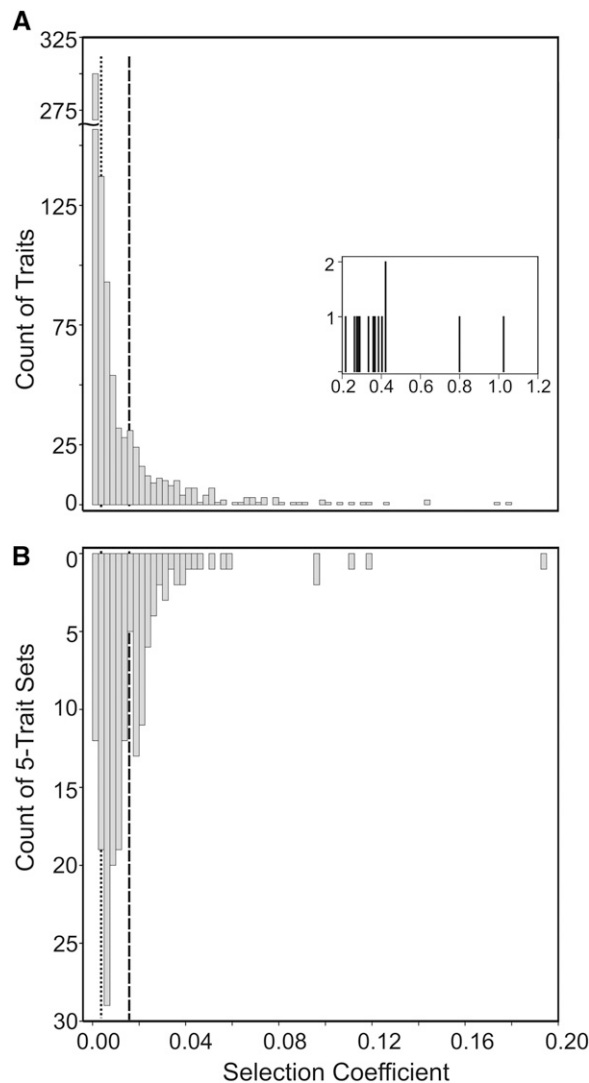 A
325
275
125
75
25
0
Count of Traits
2
1
0.2 0.4 0.6 0.8 1.0 1.2
B
0
5
10
15
20
25
30
Count of 5-Trait Sets
0.00 0.04 0.08 0.12 0.16 0.20
Selection Coefficient